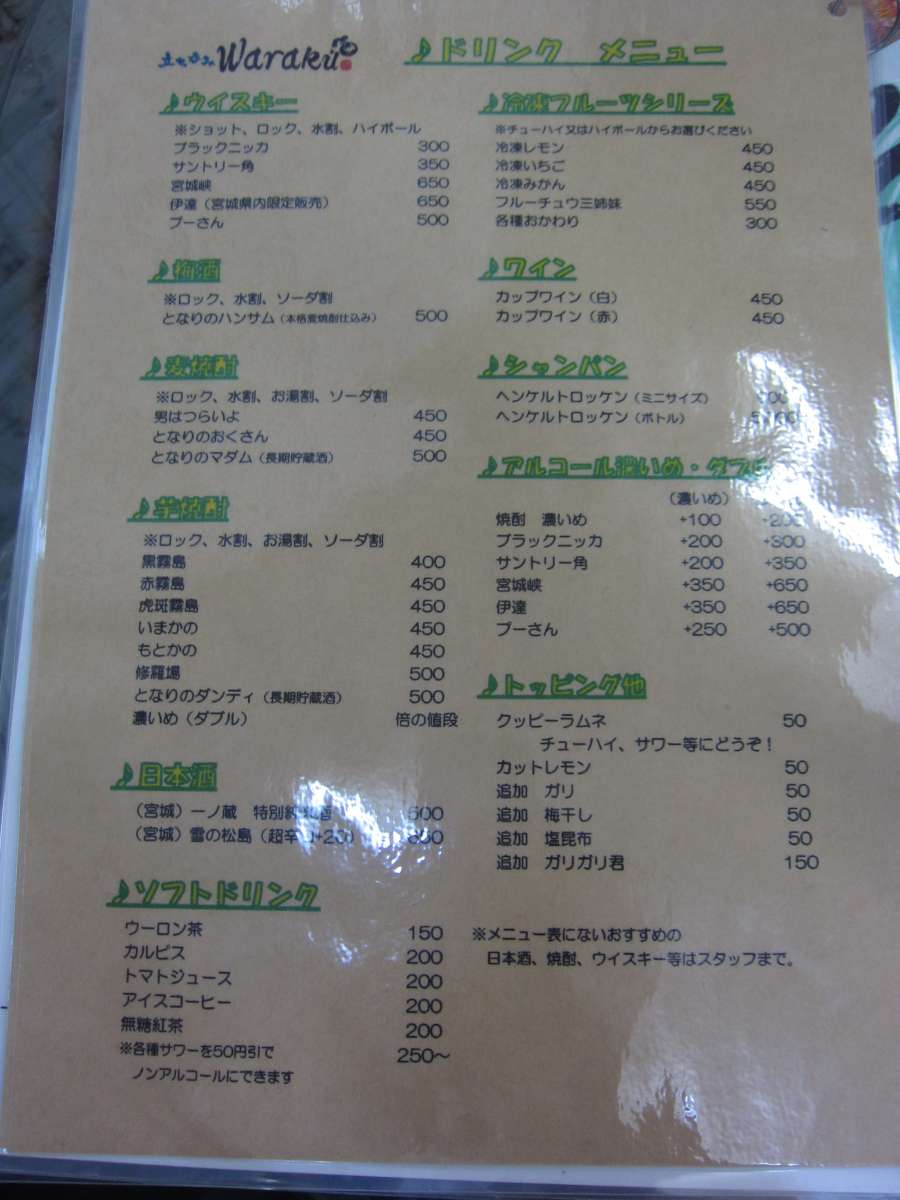 立ちのみ Waraku
♪ドリンク メニュー
♪ウイスキー
※ショット、ロック、水割、ハイボール
ブラックニッカ 300
サントリー角 350
宮城峡 650
伊達（宮城県内限定販売） 650
プーさん 500
♪梅酒
※ロック、水割、ソーダ割
となりのハンサム（本格麦焼酎仕込み） 500
♪麦焼酎
※ロック、水割、お湯割、ソーダ割
男はつらいよ 450
となりのおくさん 450
となりのマダム（長期貯蔵酒） 500
♪芋焼酎
※ロック、水割、お湯割、ソーダ割
黒霧島 400
赤霧島 450
虎斑霧島 450
いまかの 450
もとかの 450
修羅場 500
となりのダンディ（長期貯蔵酒） 500
濃いめ（ダブル） 倍の値段
♪日本酒
（宮城）一ノ蔵 特別純米酒
（宮城）雪の松島（超辛口+20）
♪ソフトドリンク
ウーロン茶 150
カルピス 200
トマトジュース 200
アイスコーヒー 200
無糖紅茶 200
※各種サワーを50円引で 250～
ノンアルコールにできます
♪冷凍フルーツシリーズ
※チューハイ又はハイボールからお選びください
冷凍レモン 450
冷凍いちご 450
冷凍みかん 450
フルーチュウ三姉妹 550
各種おかわり 300
♪ワイン
カップワイン（白） 450
カップワイン（赤） 450
♪シャンパン
ヘンケルトロッケン（ミニサイズ）
ヘンケルトロッケン（ボトル）
♪アルコール濃いめ・ダブル
（濃いめ）
焼酎 濃いめ +100 +200
ブラックニッカ +200 +300
サントリー角 +200 +350
宮城峡 +350 +650
伊達 +350 +650
プーさん +250 +500
♪トッピング他
クッピーラムネ 50
チューハイ、サワー等にどうぞ！
カットレモン 50
追加 ガリ 50
追加 梅干し 50
追加 塩昆布 50
追加 ガリガリ君 150
※メニュー表にないおすすめの
日本酒、焼酎、ウイスキー等はスタッフまで。